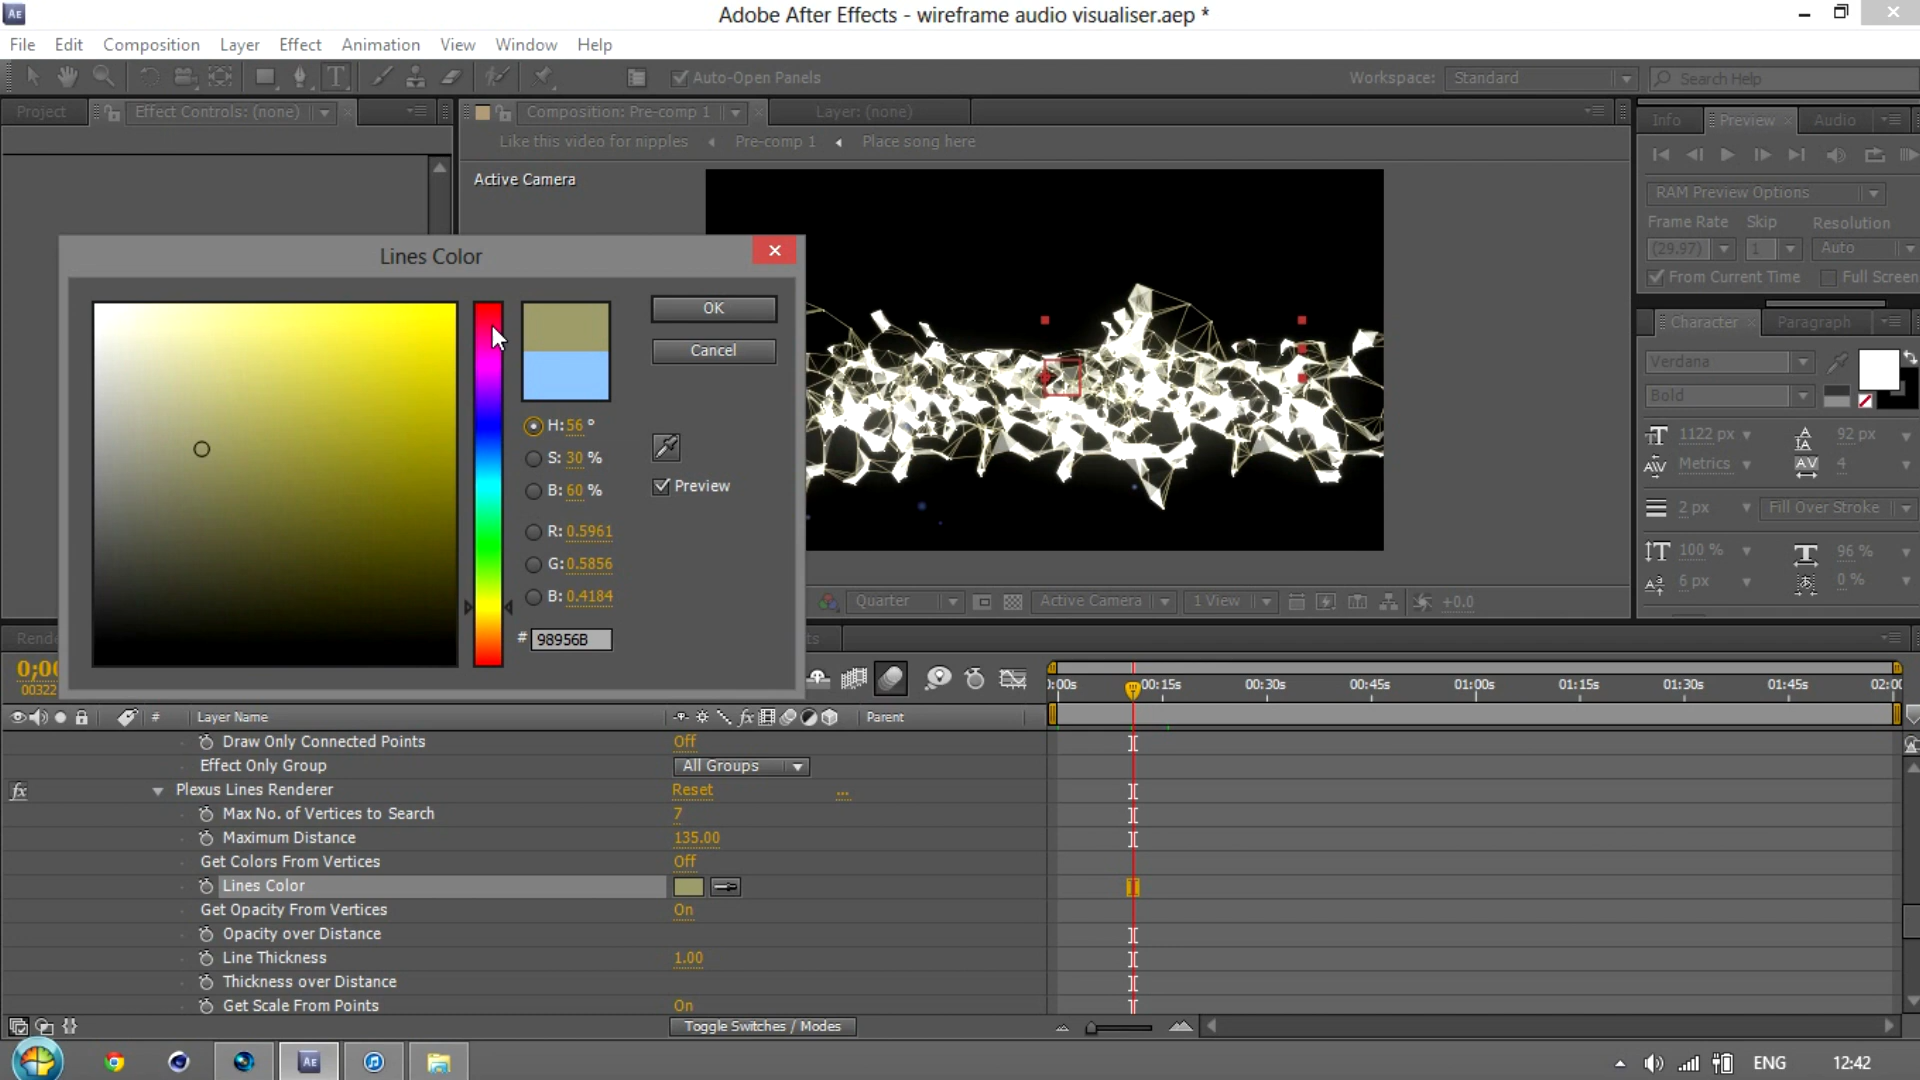 AE
Adobe After Effects - wireframe audio visualiser.aep *
File Edit Composition Layer Effect Animation View Window Help
Auto-Open Panels
Workspace: Standard
Search Help
Project
Effect Controls: (none)
Composition: Pre-comp 1
Layer: (none)
Info
Preview
Audio
Like this video for nipples
Pre-comp 1
Place song here
Active Camera
RAM Preview Options
Frame Rate Skip Resolution
(29.97) 1 Auto
From Current Time Full Screen
Lines Color
OK
Cancel
H: 56 °
S: 30 %
B: 60 %
Preview
R: 0.5961
G: 0.5856
B: 0.4184
# 98956B
Character
Paragraph
Verdana
Bold
1122 px 92 px
Metrics 4
2 px Fill Over Stroke
100 % 96 %
6 px 0 %
Quarter
Active Camera
1 View
+0.0
:00s 00:15s 00:30s 00:45s 01:00s 01:15s 01:30s 01:45s 02:00
# Layer Name
Parent
Draw Only Connected Points Off
Effect Only Group All Groups
fx Plexus Lines Renderer Reset ...
Max No. of Vertices to Search 7
Maximum Distance 135.00
Get Colors From Vertices Off
Lines Color
Get Opacity From Vertices On
Opacity over Distance
Line Thickness 1.00
Thickness over Distance
Get Scale From Points On
Toggle Switches / Modes
AE
ENG
12:42